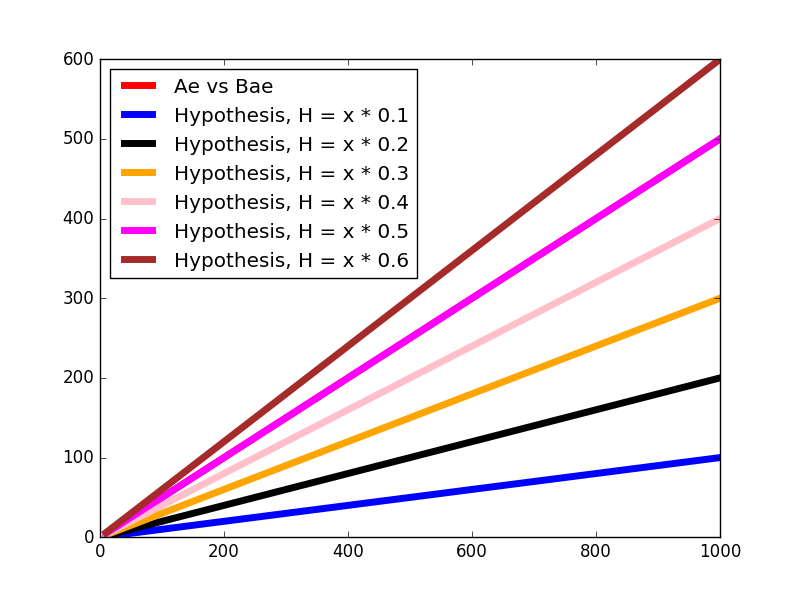 600
500
400
300
200
100
0
Ae vs Bae
Hypothesis, H = x * 0.1
Hypothesis, H = x * 0.2
Hypothesis, H = x * 0.3
Hypothesis, H = x * 0.4
Hypothesis, H = x * 0.5
Hypothesis, H = x * 0.6
0 200 400 600 800 1000